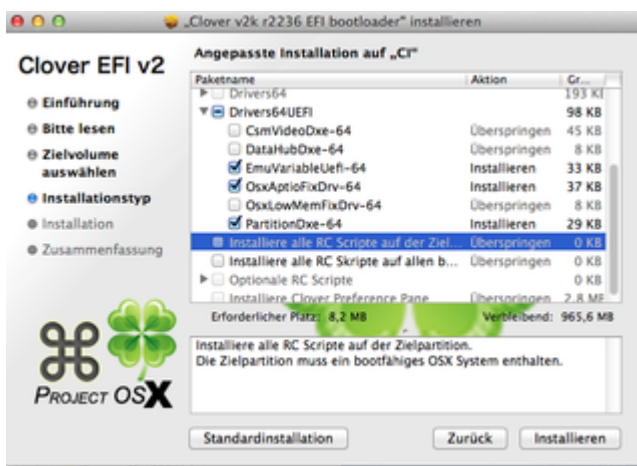 „Clover v2k r2236 EFI bootloader“ installieren
Clover EFI v2
Angepasste Installation auf „CI“
Paketname Aktion Gr...
Drivers64 193 KB
Einführung
Drivers64UEFI 98 KB
Bitte lesen
CsmVideoDxe-64 Überspringen 45 KB
DataHubDxe-64 Überspringen 8 KB
Zielvolume
auswählen
EmuVariableUefi-64 Installieren 33 KB
OsxAptioFixDrv-64 Installieren 37 KB
Installationstyp
OsxLowMemFixDrv-64 Überspringen 8 KB
Installation
PartitionDxe-64 Installieren 29 KB
Zusammenfassung
Installiere alle RC Scripte auf der Ziel... Überspringen 0 KB
Installiere alle RC Skripte auf allen b... Überspringen 0 KB
Optionale RC Scripte 0 KB
Installiere Clover Preference Pane Überspringen 2,8 MB
Erforderlicher Platz: 8,2 MB Verbleibend: 965,6 MB
Installiere alle RC Scripte auf der Zielpartition.
Die Zielpartition muss ein bootfähiges OSX System enthalten.
PROJECT OSX
Standardinstallation Zurück Installieren